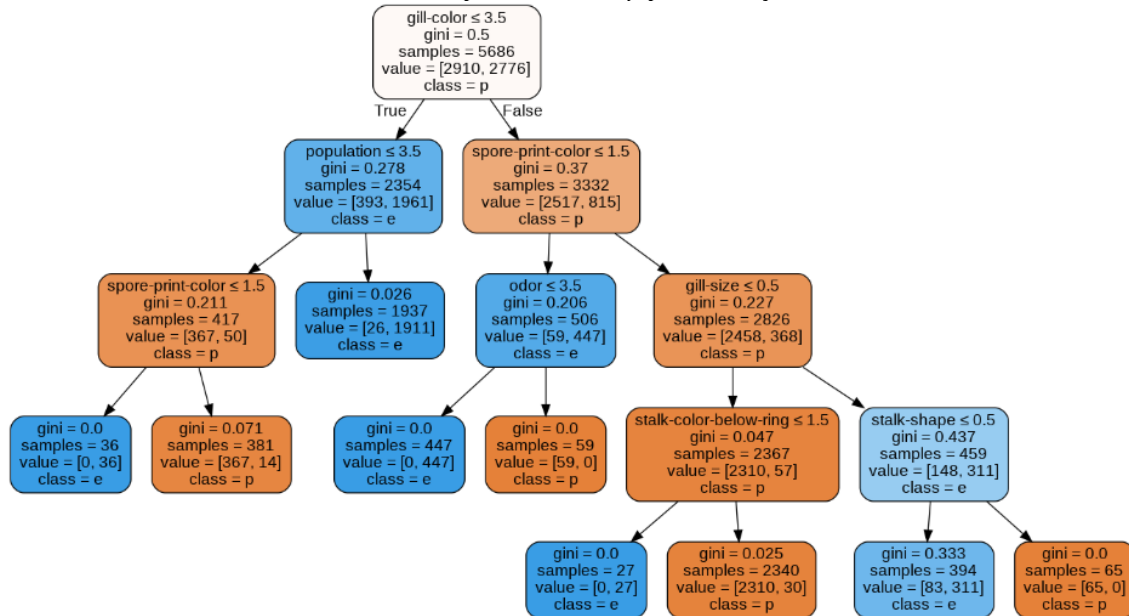 gill-color ≤ 3.5
gini = 0.5
samples = 5686
value = [2910, 2776]
class = p
True
False
population ≤ 3.5
gini = 0.278
samples = 2354
value = [393, 1961]
class = e
spore-print-color ≤ 1.5
gini = 0.37
samples = 3332
value = [2517, 815]
class = p
spore-print-color ≤ 1.5
gini = 0.211
samples = 417
value = [367, 50]
class = p
gini = 0.026
samples = 1937
value = [26, 1911]
class = e
odor ≤ 3.5
gini = 0.206
samples = 506
value = [59, 447]
class = e
gill-size ≤ 0.5
gini = 0.227
samples = 2826
value = [2458, 368]
class = p
gini = 0.0
samples = 36
value = [0, 36]
class = e
gini = 0.071
samples = 381
value = [367, 14]
class = p
gini = 0.0
samples = 447
value = [0, 447]
class = e
gini = 0.0
samples = 59
value = [59, 0]
class = p
stalk-color-below-ring ≤ 1.5
gini = 0.047
samples = 2367
value = [2310, 57]
class = p
stalk-shape ≤ 0.5
gini = 0.437
samples = 459
value = [148, 311]
class = e
gini = 0.0
samples = 27
value = [0, 27]
class = e
gini = 0.025
samples = 2340
value = [2310, 30]
class = p
gini = 0.333
samples = 394
value = [83, 311]
class = e
gini = 0.0
samples = 65
value = [65, 0]
class = p